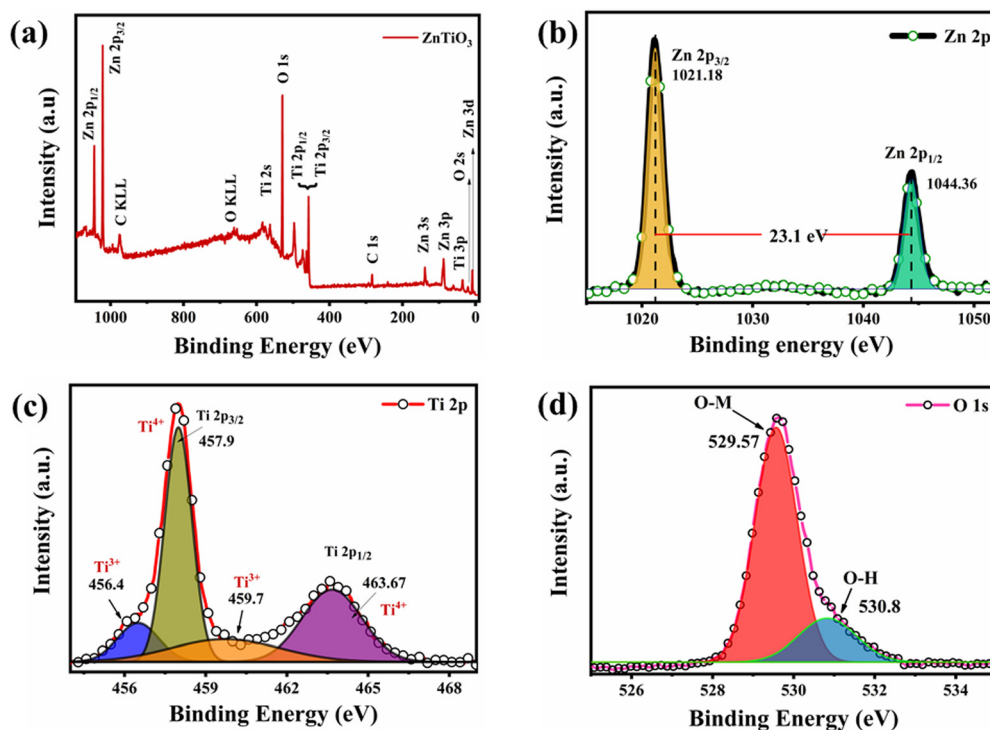 (a)
ZnTiO₃
Zn 2p₁/₂
Zn 2p₃/₂
C KLL
O KLL
Ti 2s
O 1s
Ti 2p₁/₂
Ti 2p₃/₂
C 1s
Zn 3s
Zn 3p
Ti 3p
O 2s
Zn 3d
Intensity (a.u)
1000 800 600 400 200 0
Binding Energy (eV)
(b)
Zn 2p
Zn 2p₃/₂
1021.18
Zn 2p₁/₂
1044.36
23.1 eV
Intensity (a.u.)
1020 1030 1040 1050
Binding energy (eV)
(c)
Ti 2p
Ti⁴⁺
Ti 2p₃/₂
457.9
Ti³⁺
456.4
Ti³⁺
459.7
Ti 2p₁/₂
463.67
Ti⁴⁺
Intensity (a.u.)
456 459 462 465 468
Binding Energy (eV)
(d)
O 1s
O-M
529.57
O-H
530.8
Intensity (a.u.)
526 528 530 532 534
Binding Energy (eV)